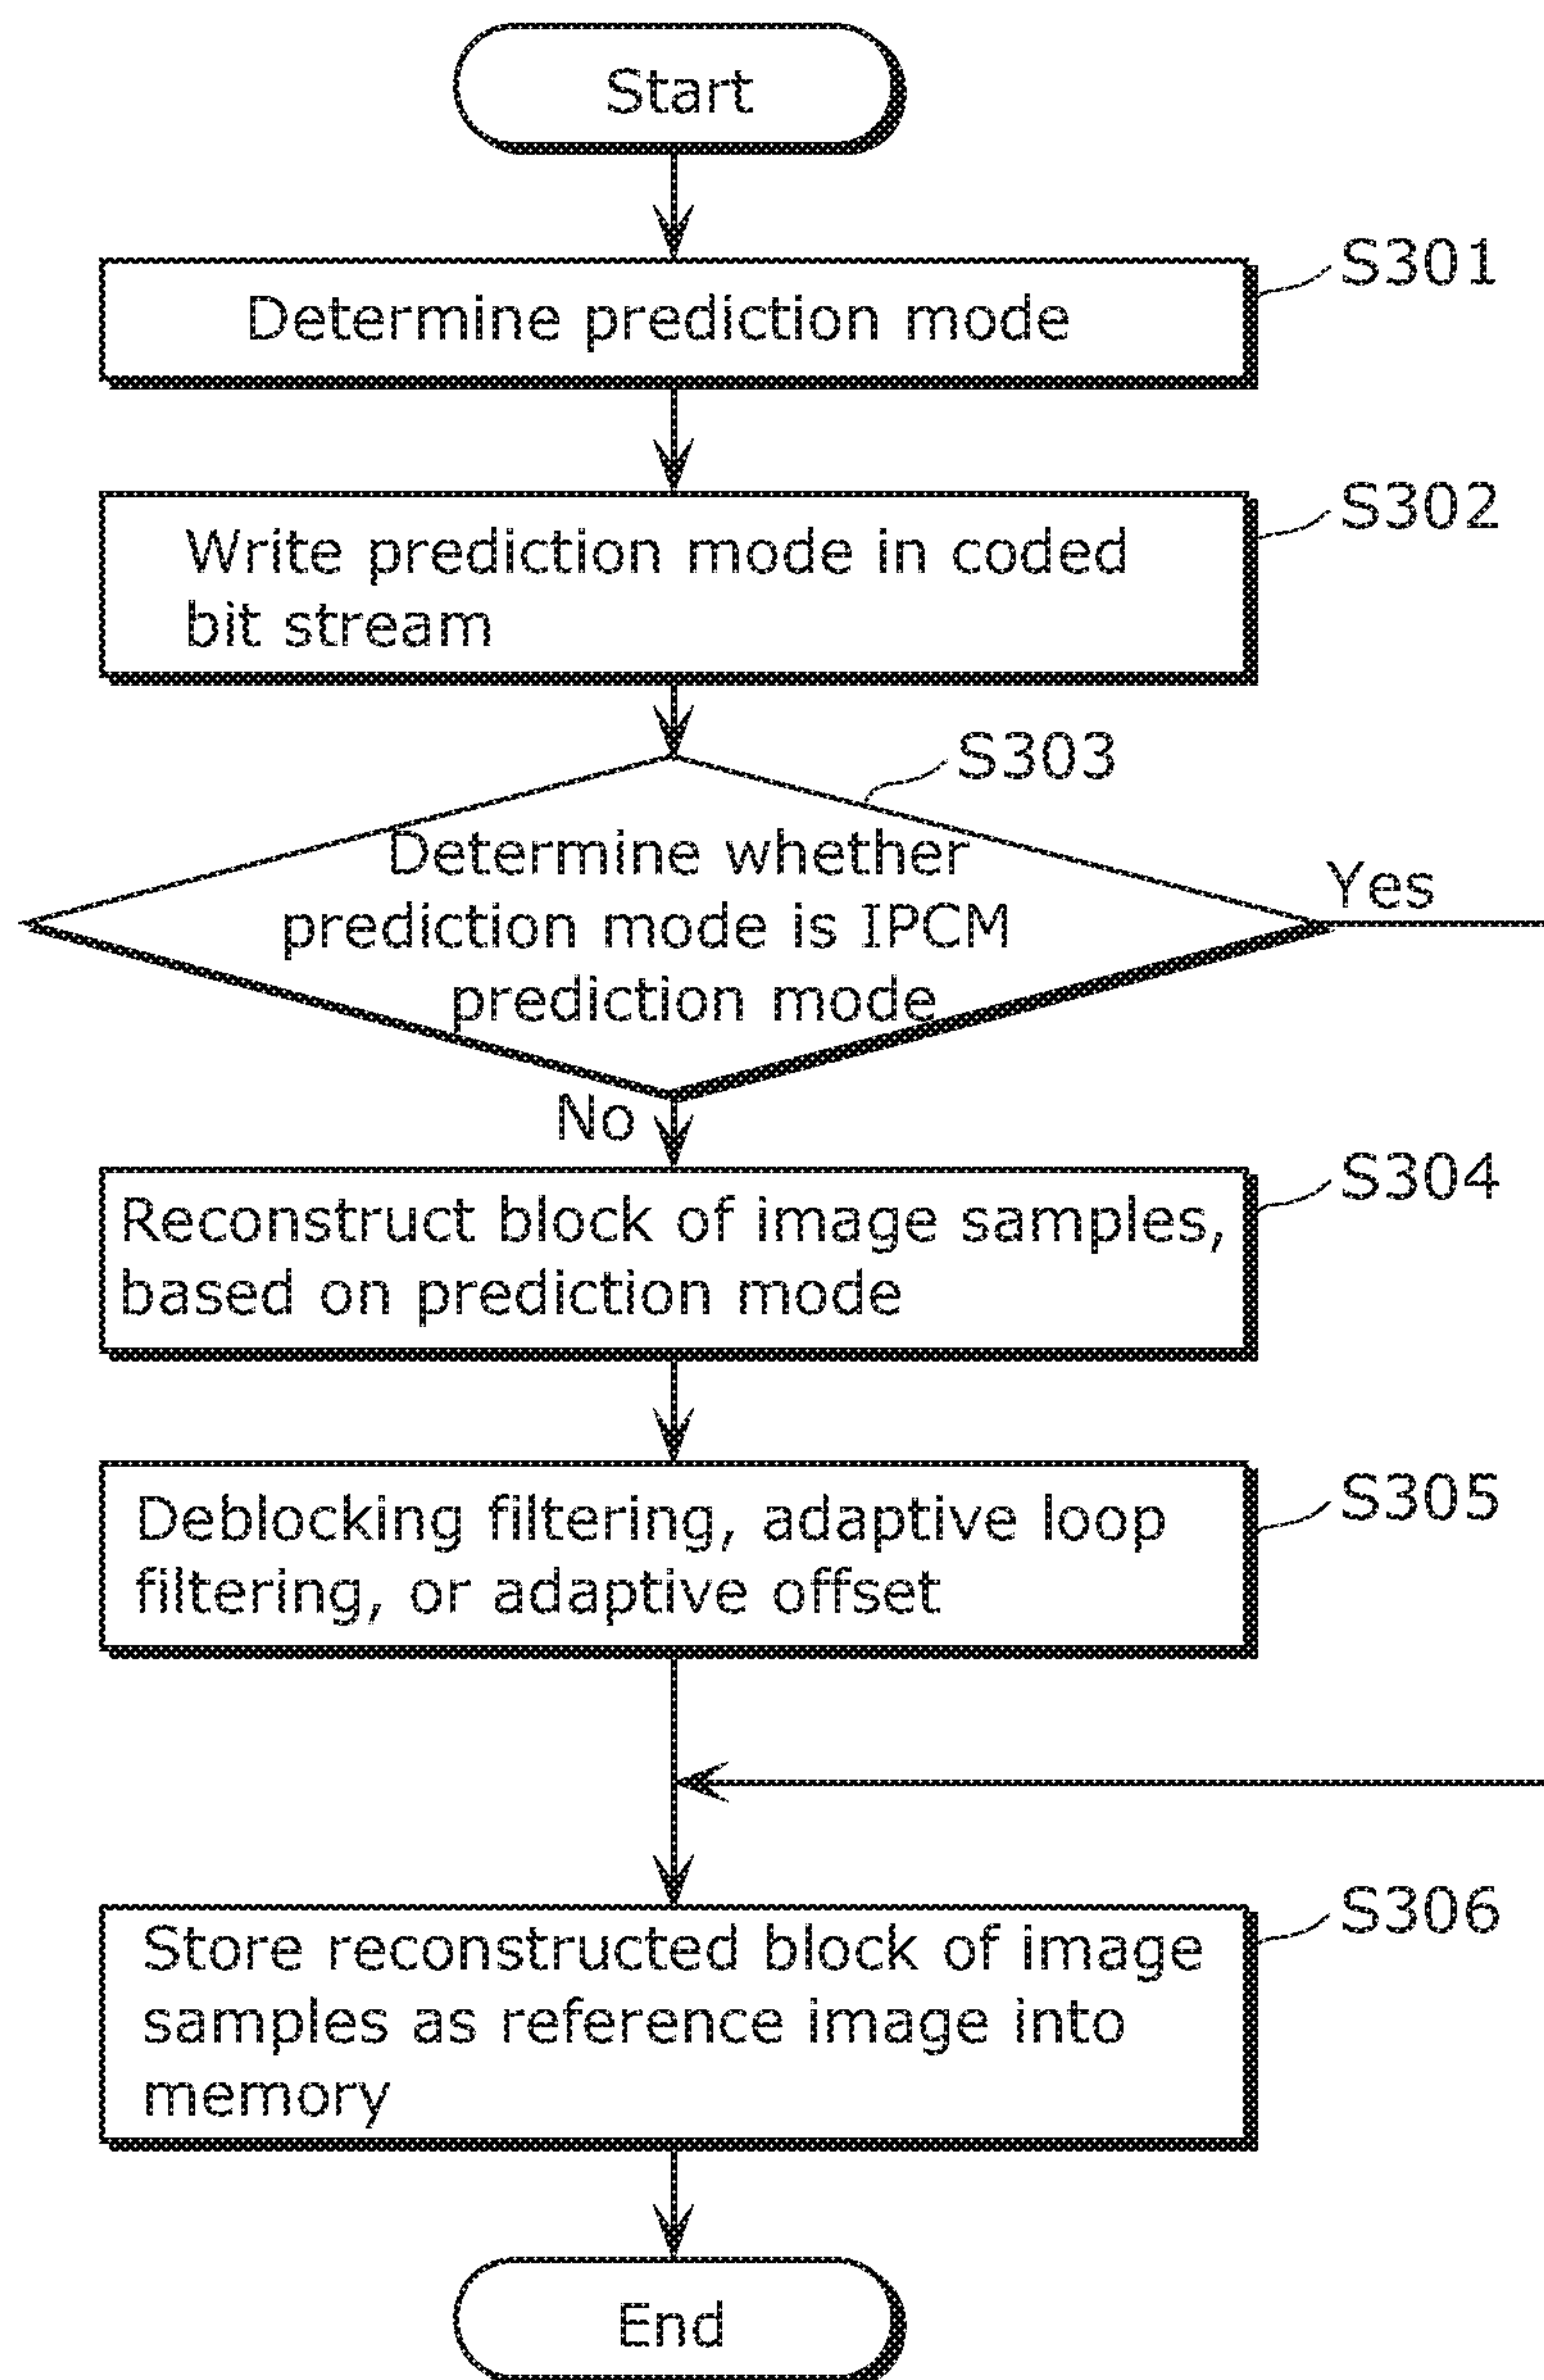 Start
S301
Determine prediction mode
S302
Write prediction mode in coded
bit stream
S303
Determine whether
prediction mode is IPCM
prediction mode
Yes
No
S304
Reconstruct block of image samples,
based on prediction mode
S305
Deblocking filtering, adaptive loop
filtering, or adaptive offset
S306
Store reconstructed block of image
samples as reference image into
memory
End